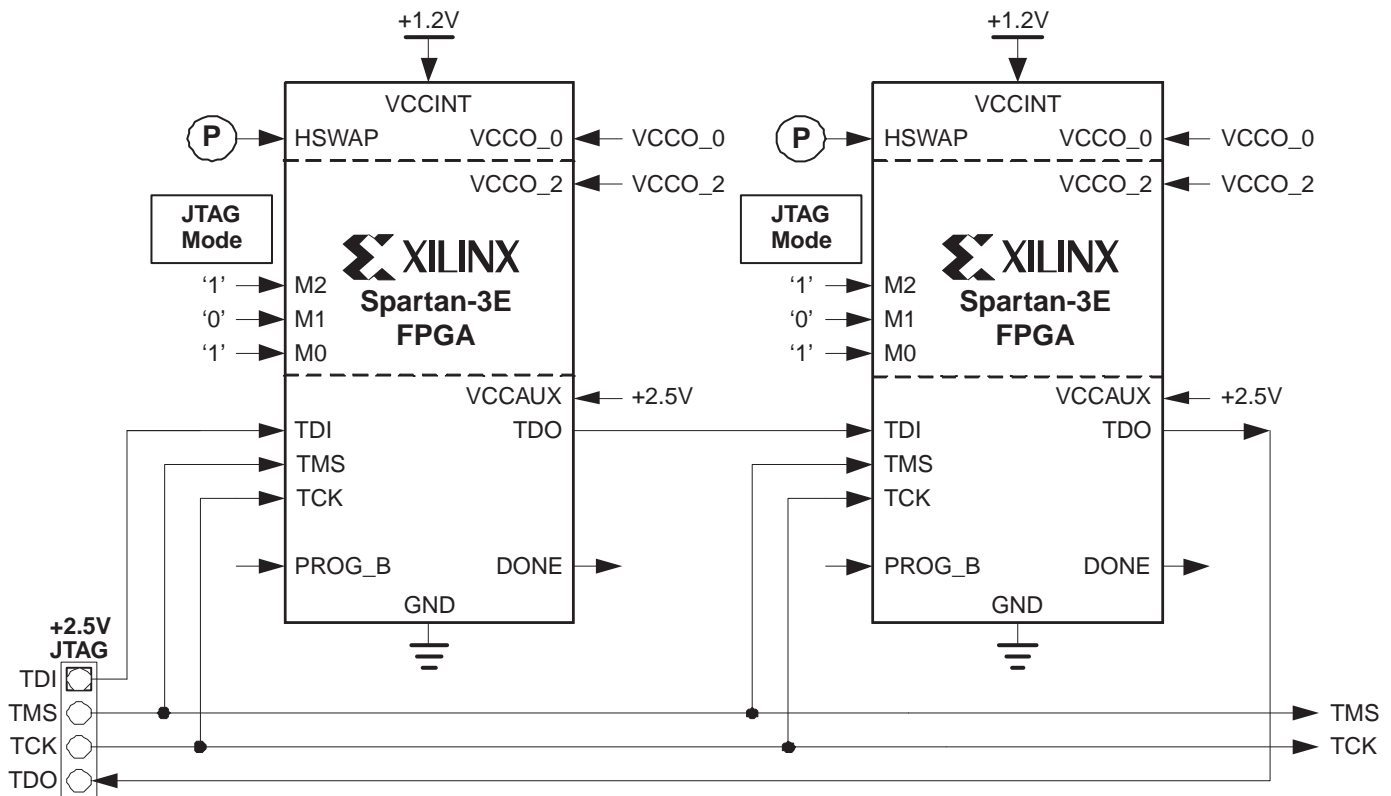 +1.2V
+1.2V
VCCINT
VCCINT
P
HSWAP
VCCO_0
VCCO_0
P
HSWAP
VCCO_0
VCCO_0
VCCO_2
VCCO_2
VCCO_2
VCCO_2
JTAG
Mode
JTAG
Mode
XILINX
XILINX
‘1’
M2
Spartan-3E
‘1’
M2
Spartan-3E
‘0’
M1
FPGA
‘0’
M1
FPGA
‘1’
M0
‘1’
M0
VCCAUX
+2.5V
VCCAUX
+2.5V
TDI
TDO
TDI
TDO
TMS
TMS
TCK
TCK
PROG_B
DONE
PROG_B
DONE
GND
GND
+2.5V
JTAG
TDI
TMS
TMS
TCK
TCK
TDO